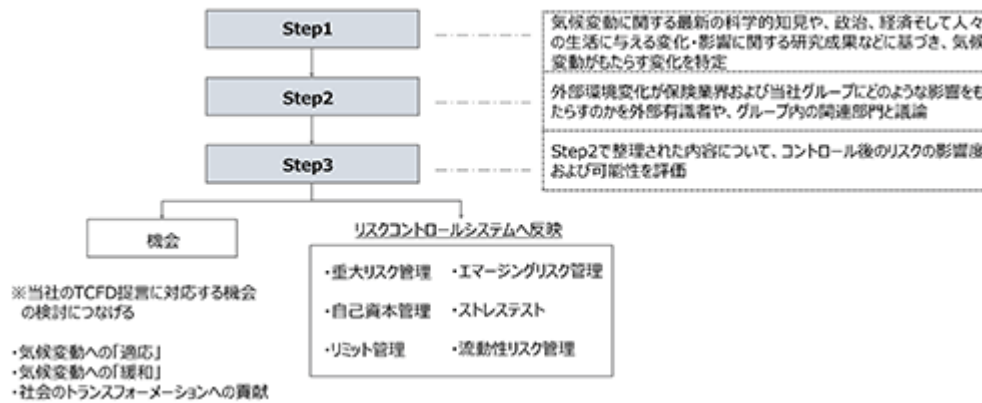 Step1
気候変動に関する最新の科学的知見や、政治、経済そして人々
の生活に与える変化・影響に関する研究成果などに基づき、気候
変動がもたらす変化を特定
Step2
外部環境変化が保険業界および当社グループにどのような影響をも
たらすのかを外部有識者や、グループ内の関連部門と議論
Step3
Step2で整理された内容について、コントロール後のリスクの影響度
および可能性を評価
機会
※当社のTCFD提言に対応する機会
の検討につなげる
・気候変動への「適応」
・気候変動への「緩和」
・社会のトランスフォーメーションへの貢献
リスクコントロールシステムへ反映
・重大リスク管理 ・エマージングリスク管理
・自己資本管理 ・ストレステスト
・リミット管理 ・流動性リスク管理